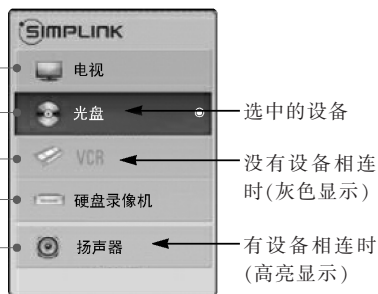 SIMPLINK
电视
光盘
选中的设备
VCR
没有设备相连
时(灰色显示)
硬盘录像机
扬声器
有设备相连时
(高亮显示)